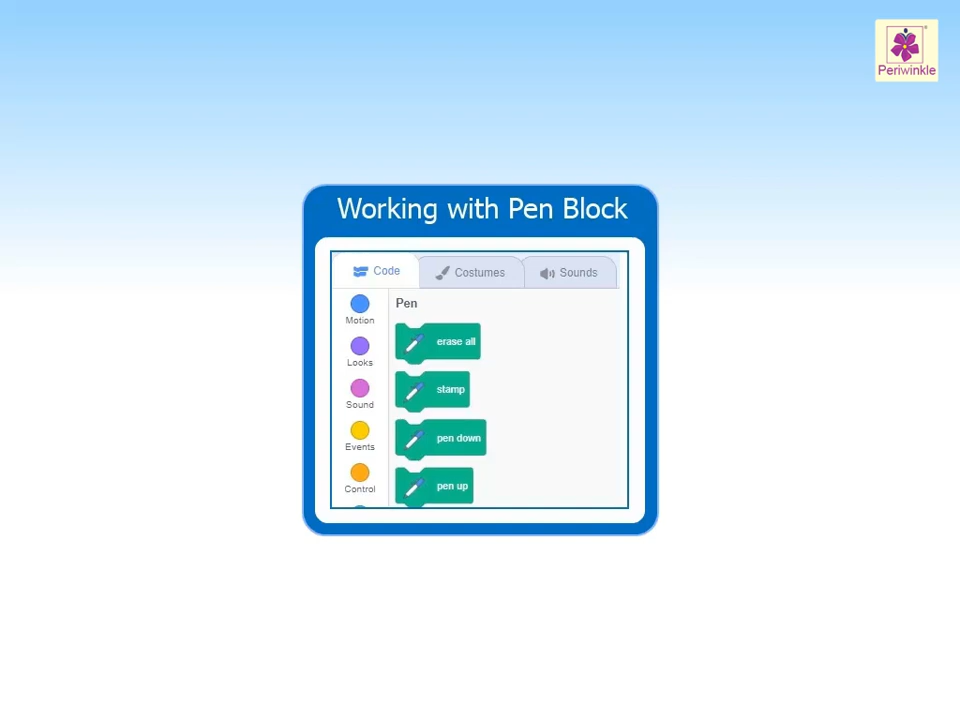 Periwinkle
Working with Pen Block
Code Costumes Sounds
Motion
Looks
Sound
Events
Control
Pen
erase all
stamp
pen down
pen up